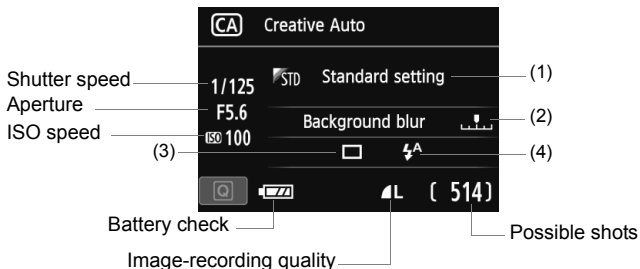 CA Creative Auto
Shutter speed 1/125 STD Standard setting (1)
Aperture F5.6
ISO speed ISO 100 Background blur (2)
(3) A (4)
Q L ( 514)
Battery check Possible shots
Image-recording quality